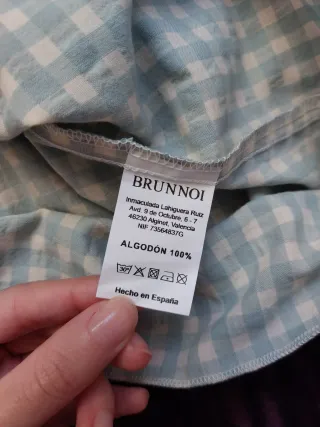 BRUNNOI
Inmaculada Lahiguera Ruiz
Avd. 9 de Octubre, 6 - 7
46230 Alginet, Valencia
NIF 73564837G
ALGODÓN 100%
Hecho en España